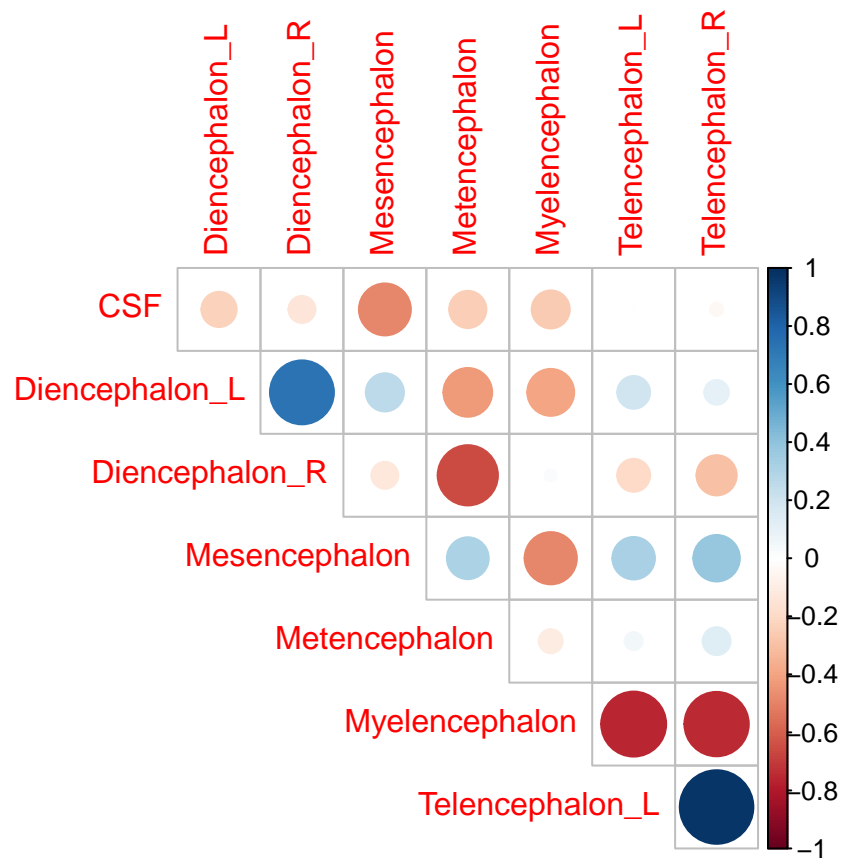 Diencephalon_L
Diencephalon_R
Mesencephalon
Metencephalon
Myelencephalon
Telencephalon_L
Telencephalon_R
CSF
Diencephalon_L
Diencephalon_R
Mesencephalon
Metencephalon
Myelencephalon
Telencephalon_L
1
0.8
0.6
0.4
0.2
0
−0.2
−0.4
−0.6
−0.8
−1